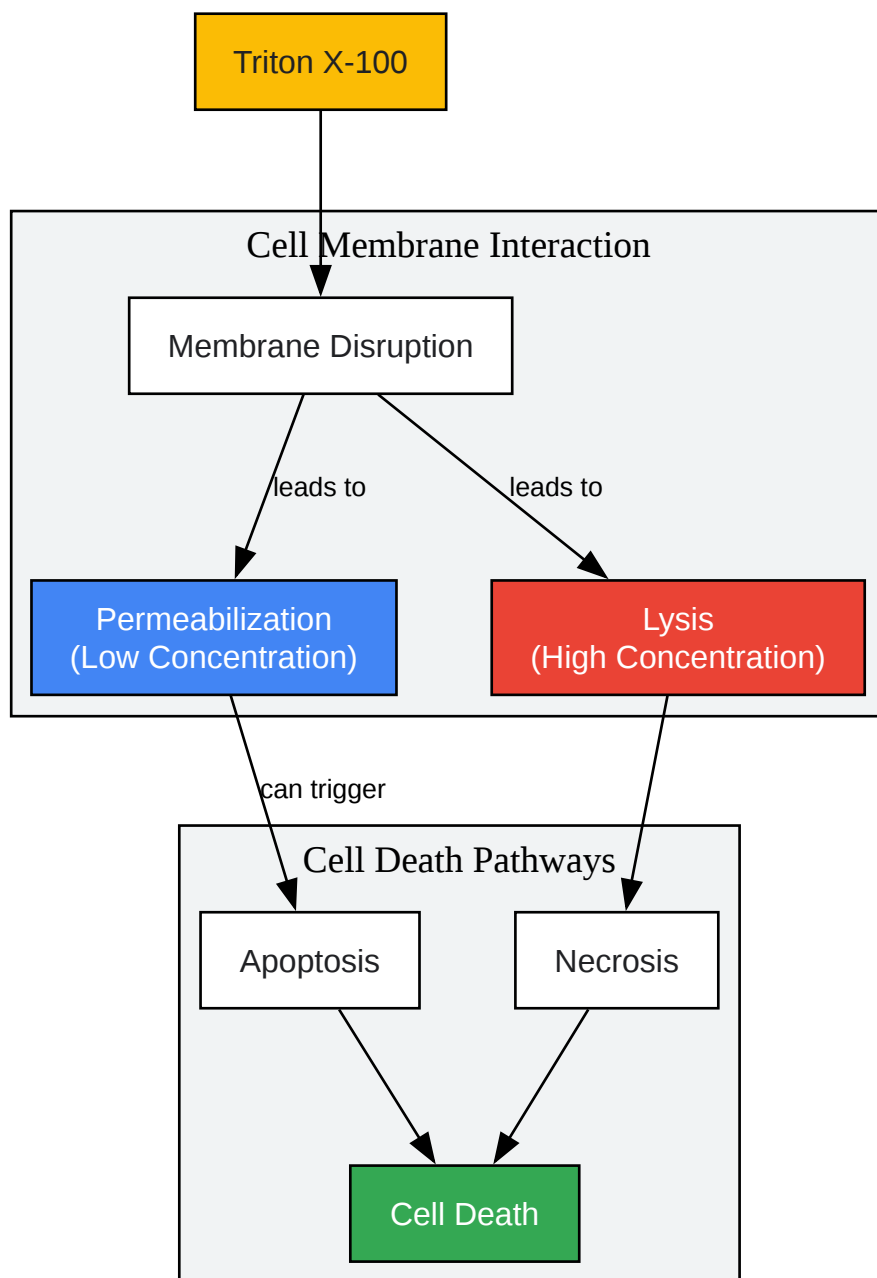 Triton X-100
Cell Membrane Interaction
Membrane Disruption
leads to
leads to
Permeabilization
(Low Concentration)
Lysis
(High Concentration)
can trigger
Cell Death Pathways
Apoptosis
Necrosis
Cell Death